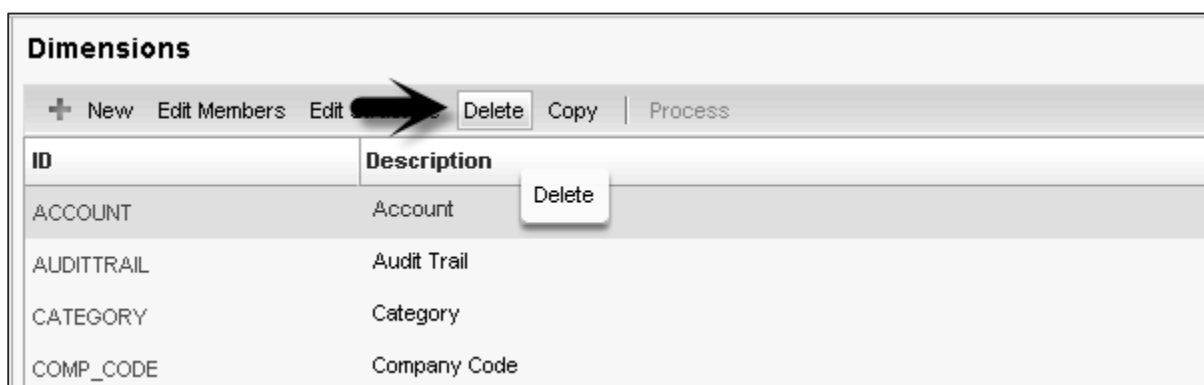 Dimensions
New Edit Members Edit Delete Copy | Process
ID Description
Delete
ACCOUNT Account
AUDITTRAIL Audit Trail
CATEGORY Category
COMP_CODE Company Code